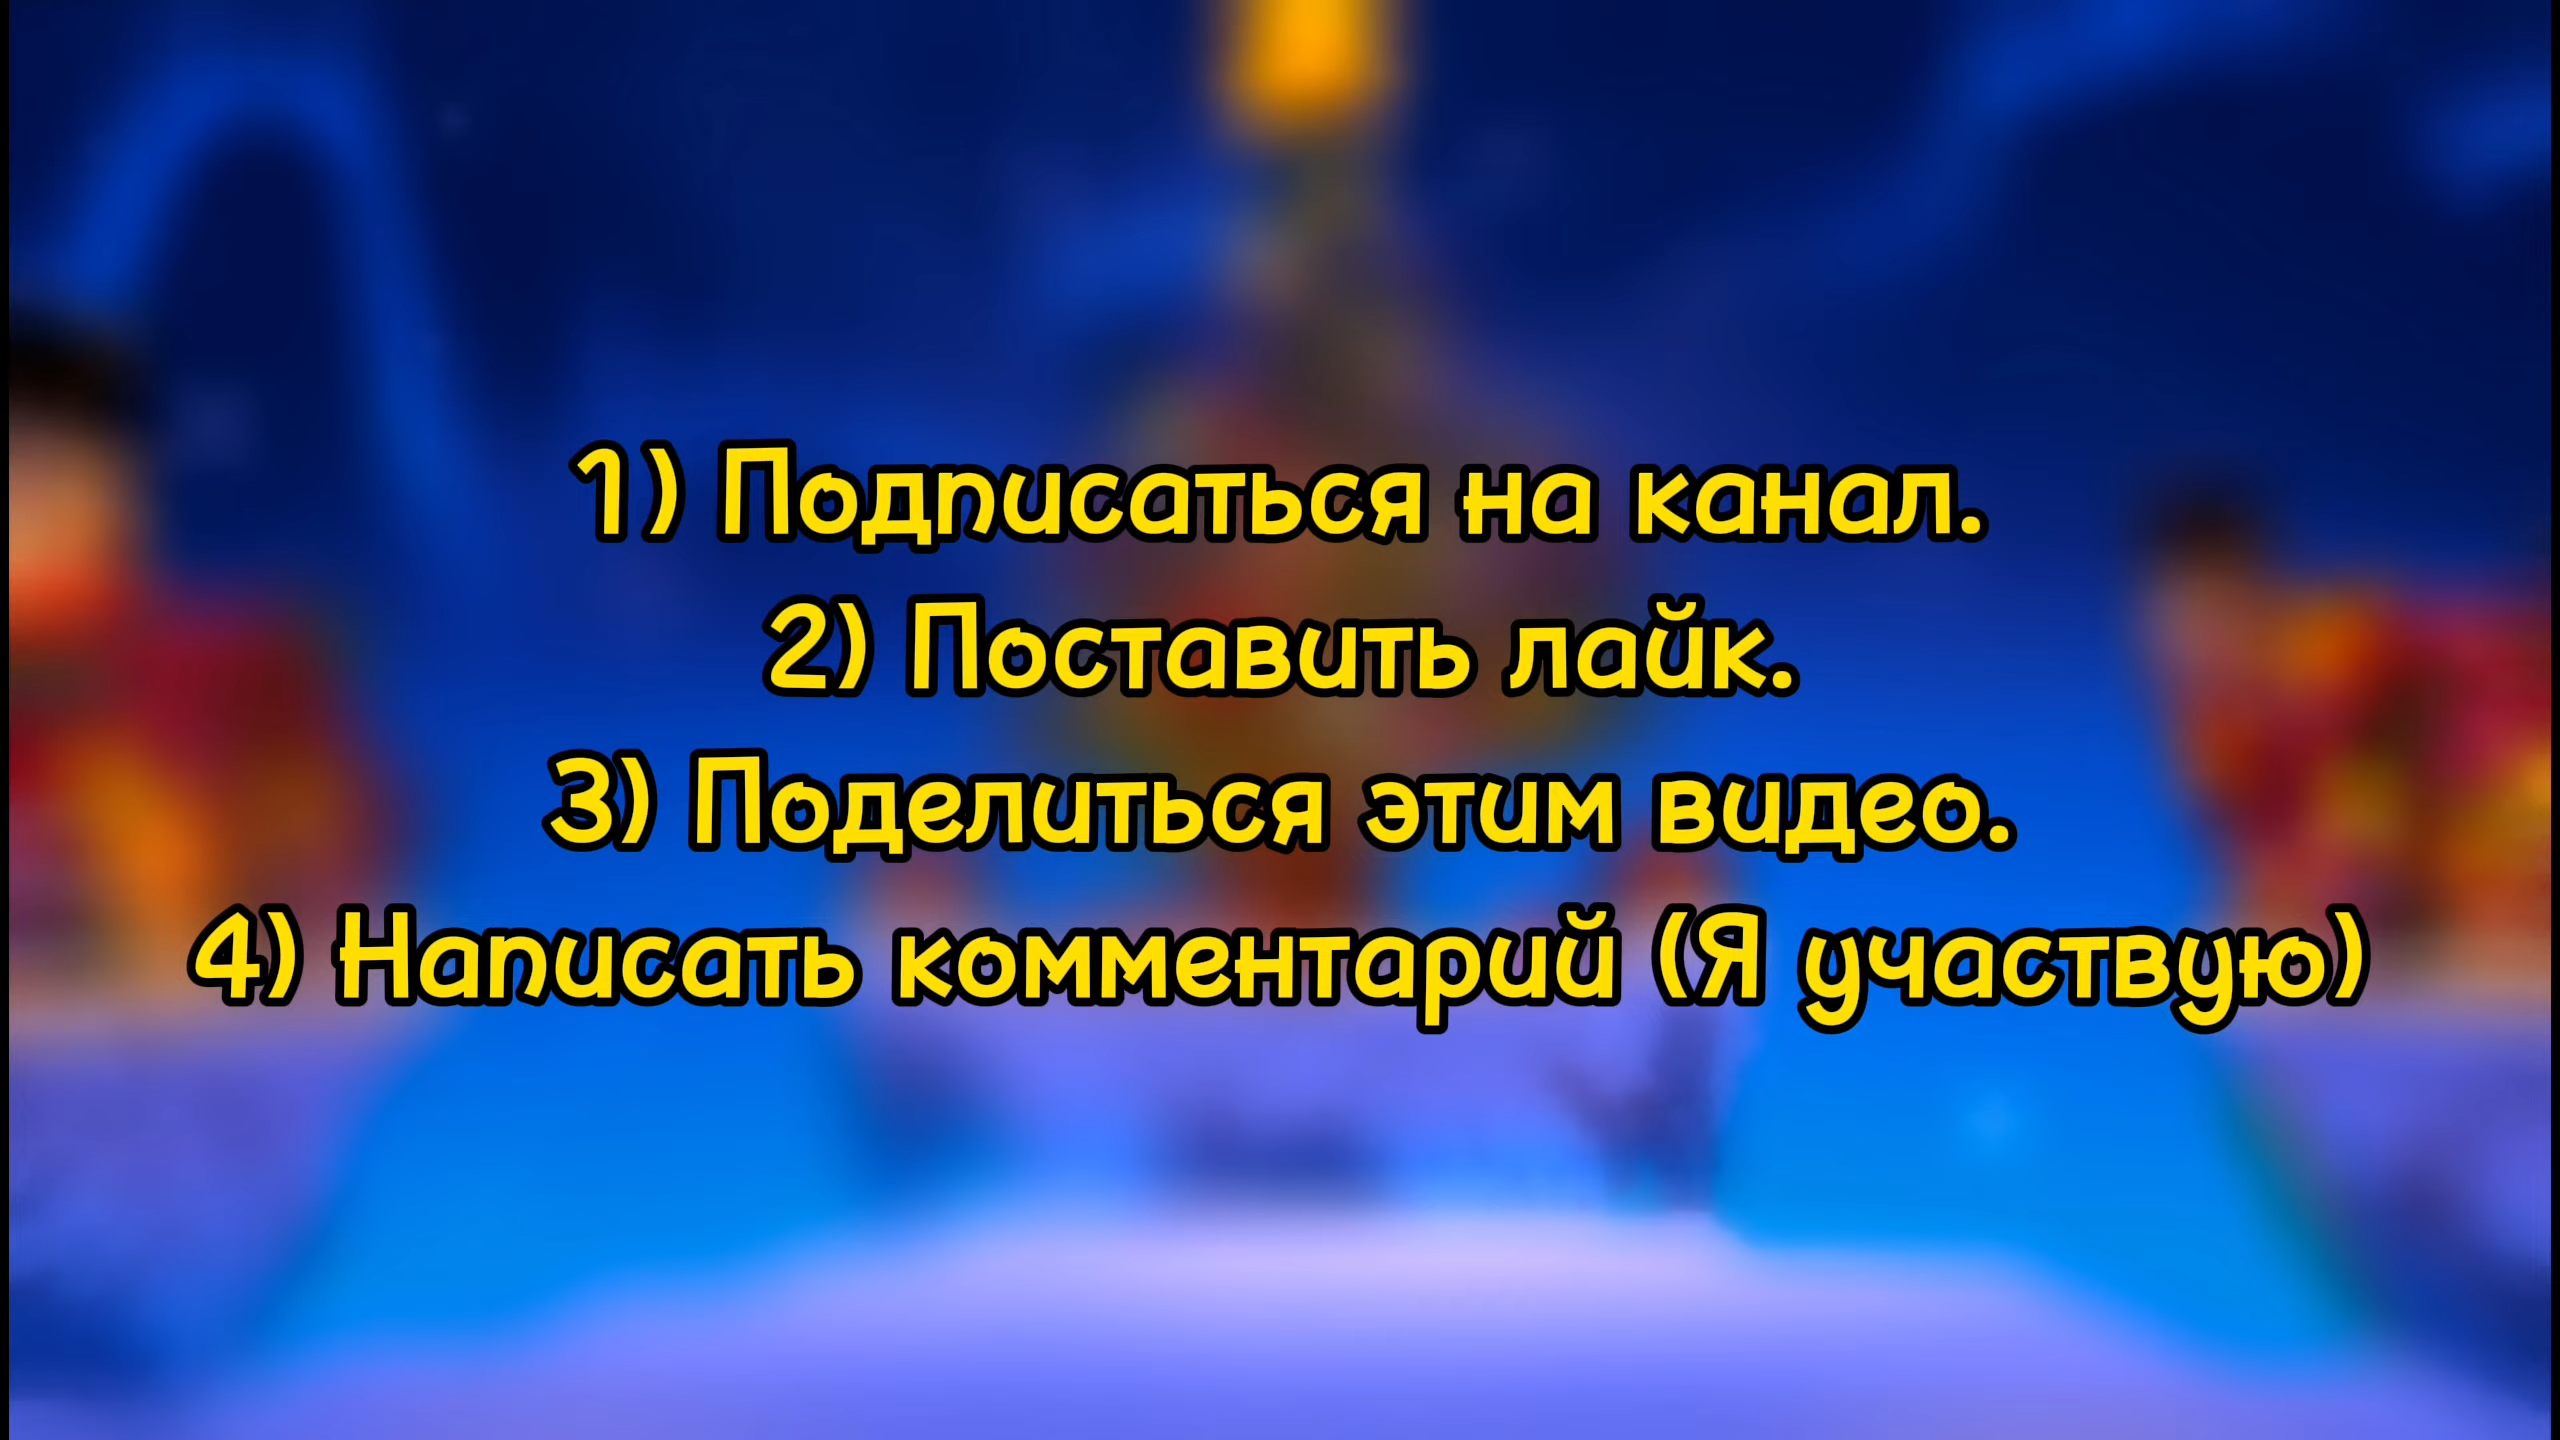 1) Подписаться на канал.
2) Поставить лайк.
3) Поделиться этим видео.
4) Написать комментарий (Я участвую)